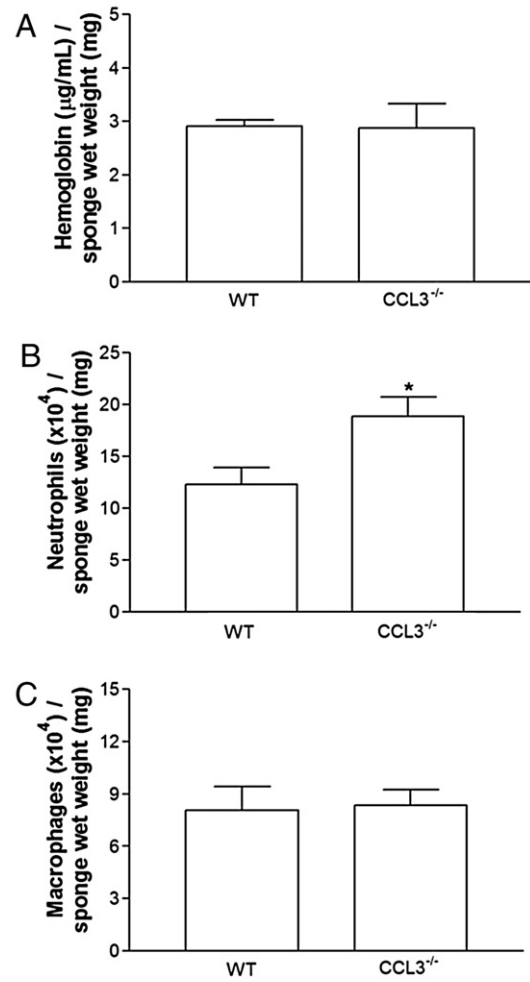 A
Hemoglobin (µg/mL) /
sponge wet weight (mg)
5
4
3
2
1
0
WT
CCL3-/-
B
Neutrophils (x10⁴) /
sponge wet weight (mg)
25
20
15
10
5
0
*
WT
CCL3-/-
C
Macrophages (x10⁴) /
sponge wet weight (mg)
15
12
9
6
3
0
WT
CCL3-/-